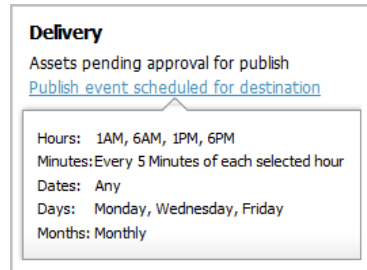 Delivery
Assets pending approval for publish
Publish event scheduled for destination
Hours: 1AM, 6AM, 1PM, 6PM
Minutes: Every 5 Minutes of each selected hour
Dates: Any
Days: Monday, Wednesday, Friday
Months: Monthly